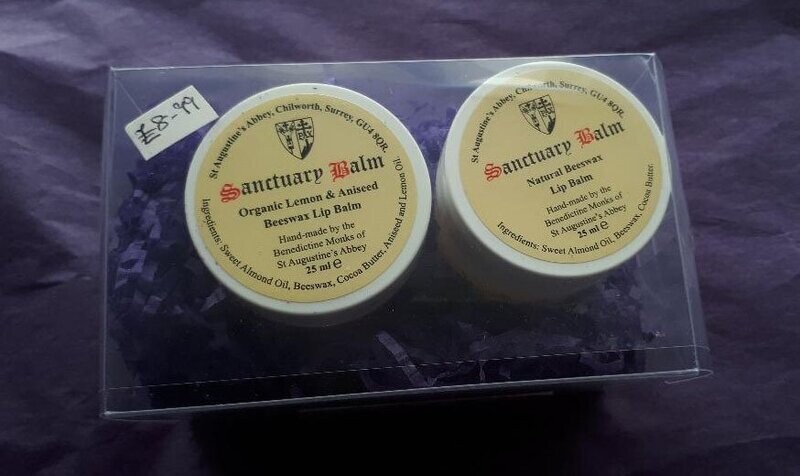 £8-99
St Augustine's Abbey, Chilworth, Surrey, GU4 8QR.
Sanctuary Balm
Organic Lemon & Aniseed
Beeswax Lip Balm
Hand-made by the
Benedictine Monks of
St Augustine's Abbey
25 ml ℮
Ingredients: Sweet Almond Oil, Beeswax, Cocoa Butter, Aniseed and Lemon Oil
St Augustine's Abbey, Chilworth, Surrey, GU4 8QR.
Sanctuary Balm
Natural Beeswax
Lip Balm
Hand-made by the
Benedictine Monks of
St Augustine's Abbey
25 ml ℮
Ingredients: Sweet Almond Oil, Beeswax, Cocoa Butter.